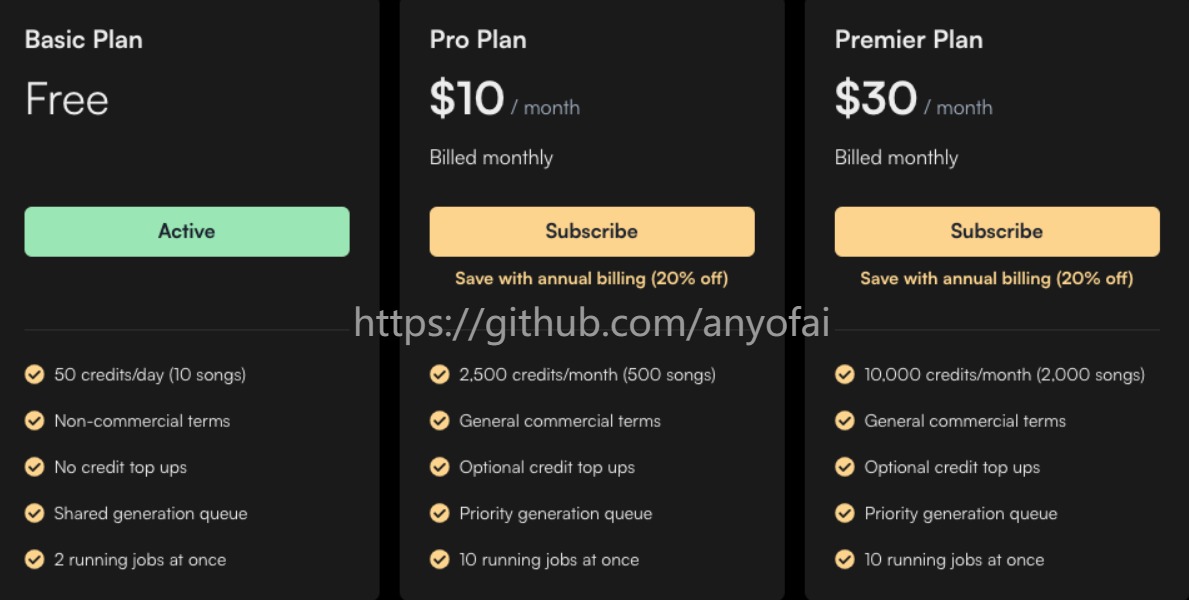 Basic Plan
Free
Active
50 credits/day (10 songs)
Non-commercial terms
No credit top ups
Shared generation queue
2 running jobs at once
Pro Plan
$10 / month
Billed monthly
Subscribe
Save with annual billing (20% off)
2,500 credits/month (500 songs)
General commercial terms
Optional credit top ups
Priority generation queue
10 running jobs at once
Premier Plan
$30 / month
Billed monthly
Subscribe
Save with annual billing (20% off)
10,000 credits/month (2,000 songs)
General commercial terms
Optional credit top ups
Priority generation queue
10 running jobs at once
https://github.com/anyofai